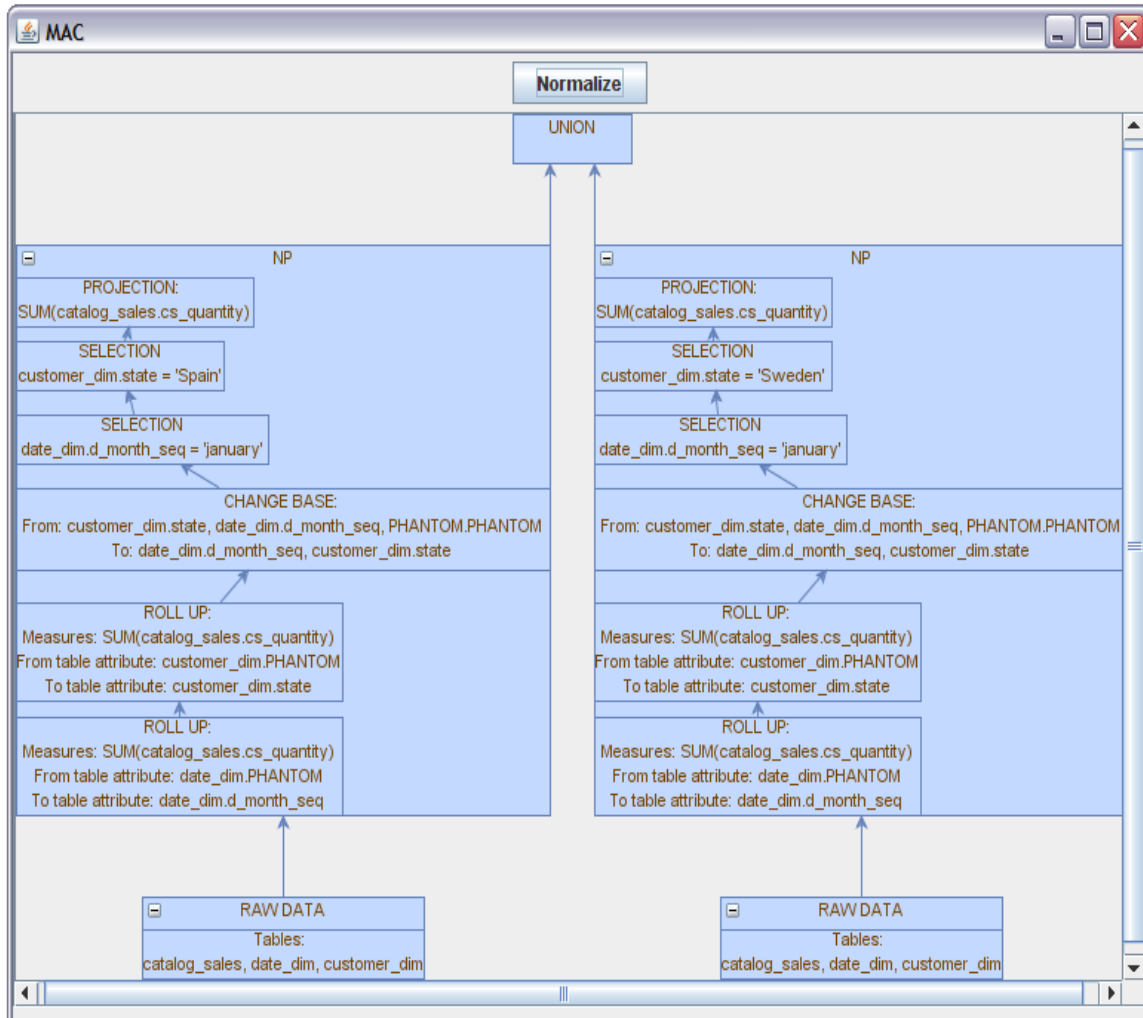 MAC
Normalize
UNION
NP
PROJECTION:
SUM(catalog_sales.cs_quantity)
SELECTION
customer_dim.state = 'Spain'
SELECTION
date_dim.d_month_seq = 'january'
CHANGE BASE:
From: customer_dim.state, date_dim.d_month_seq, PHANTOM.PHANTOM
To: date_dim.d_month_seq, customer_dim.state
ROLL UP:
Measures: SUM(catalog_sales.cs_quantity)
From table attribute: customer_dim.PHANTOM
To table attribute: customer_dim.state
ROLL UP:
Measures: SUM(catalog_sales.cs_quantity)
From table attribute: date_dim.PHANTOM
To table attribute: date_dim.d_month_seq
RAW DATA
Tables:
catalog_sales, date_dim, customer_dim
NP
PROJECTION:
SUM(catalog_sales.cs_quantity)
SELECTION
customer_dim.state = 'Sweden'
SELECTION
date_dim.d_month_seq = 'january'
CHANGE BASE:
From: customer_dim.state, date_dim.d_month_seq, PHANTOM.PHANTOM
To: date_dim.d_month_seq, customer_dim.state
ROLL UP:
Measures: SUM(catalog_sales.cs_quantity)
From table attribute: customer_dim.PHANTOM
To table attribute: customer_dim.state
ROLL UP:
Measures: SUM(catalog_sales.cs_quantity)
From table attribute: date_dim.PHANTOM
To table attribute: date_dim.d_month_seq
RAW DATA
Tables:
catalog_sales, date_dim, customer_dim